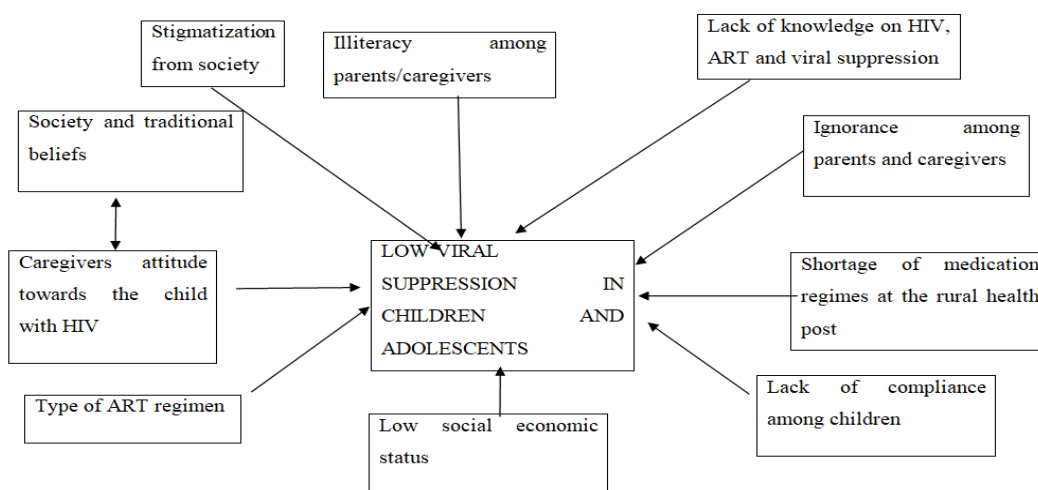 Stigmatization
from society
Illiteracy among
parents/caregivers
Lack of knowledge on HIV,
ART and viral suppression
Society and traditional
beliefs
Ignorance among
parents and caregivers
Caregivers attitude
towards the child
with HIV
LOW VIRAL
SUPPRESSION IN
CHILDREN AND
ADOLESCENTS
Shortage of medication
regimes at the rural health
post
Type of ART regimen
Low social economic
status
Lack of compliance
among children